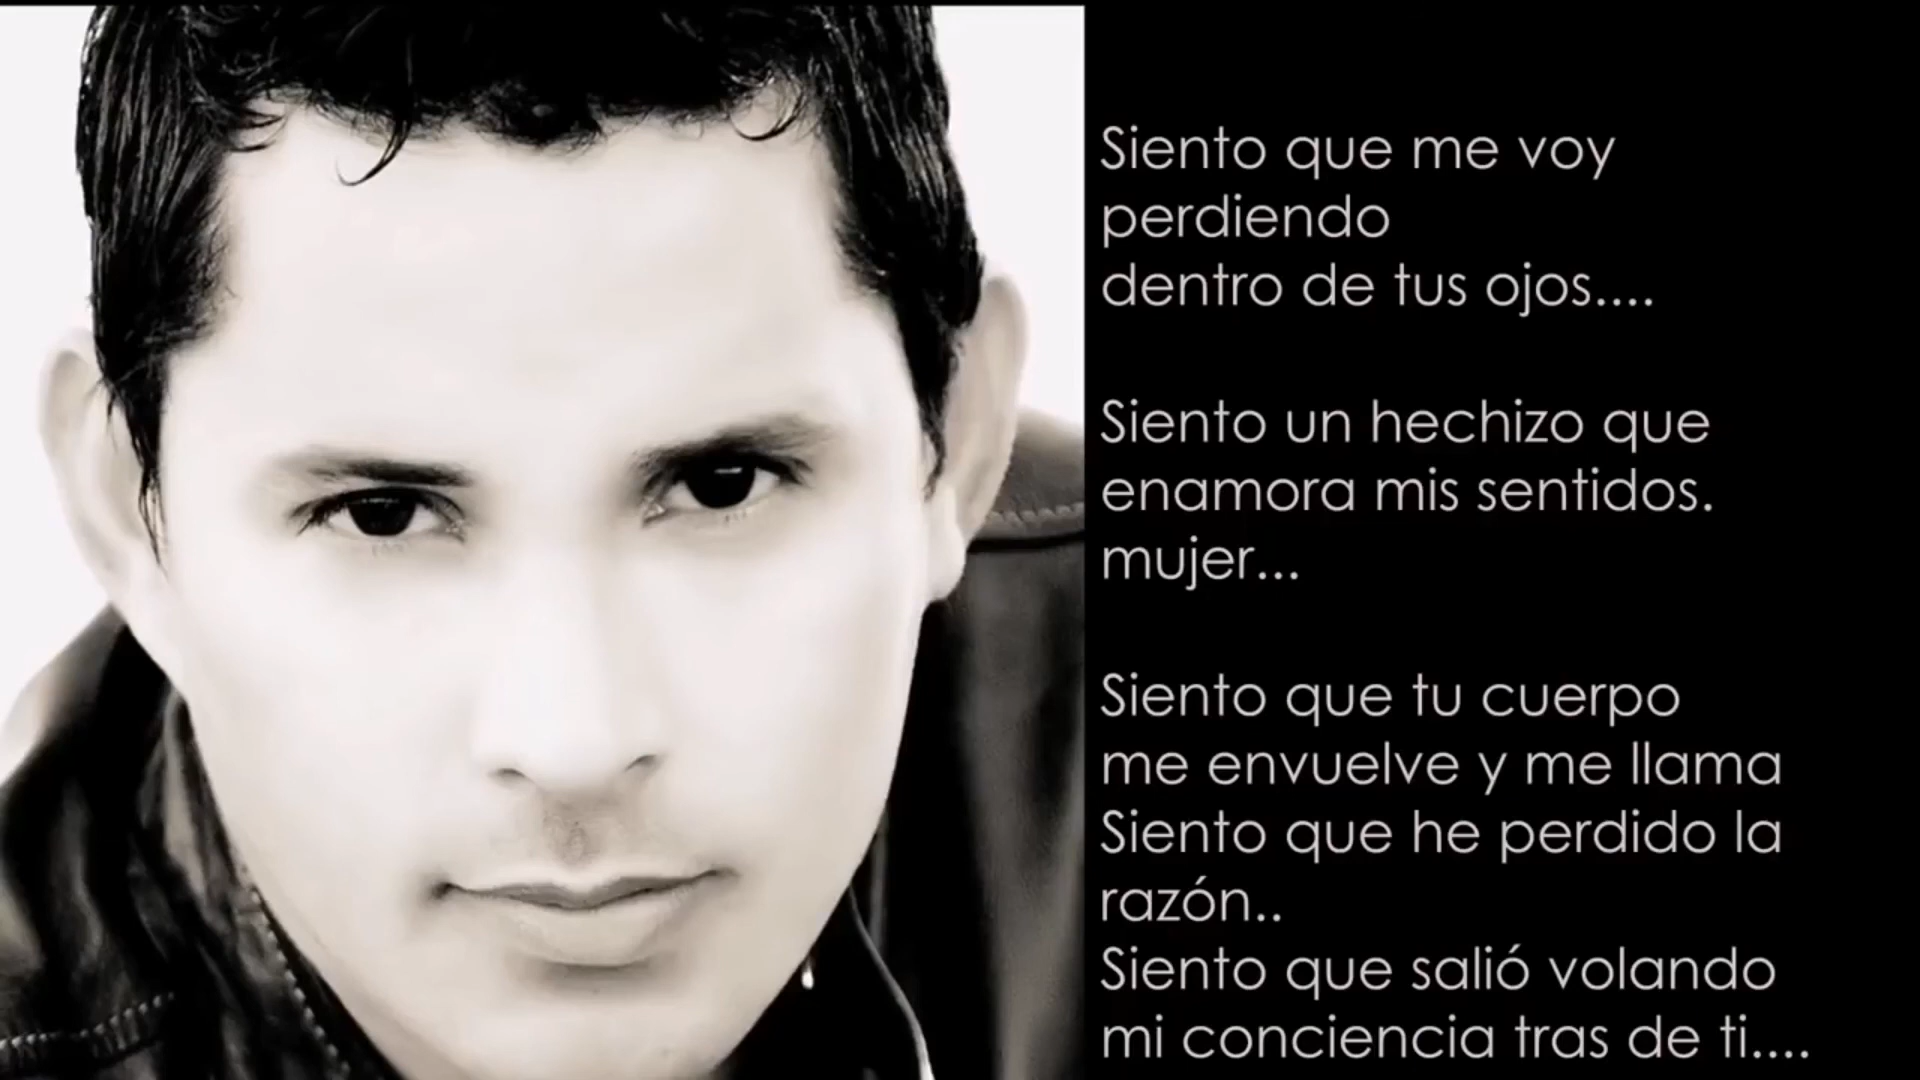 Siento que me voy
perdiendo
dentro de tus ojos....
Siento un hechizo que
enamora mis sentidos.
mujer...
Siento que tu cuerpo
me envuelve y me llama
Siento que he perdido la
razón..
Siento que salió volando
mi conciencia tras de ti....